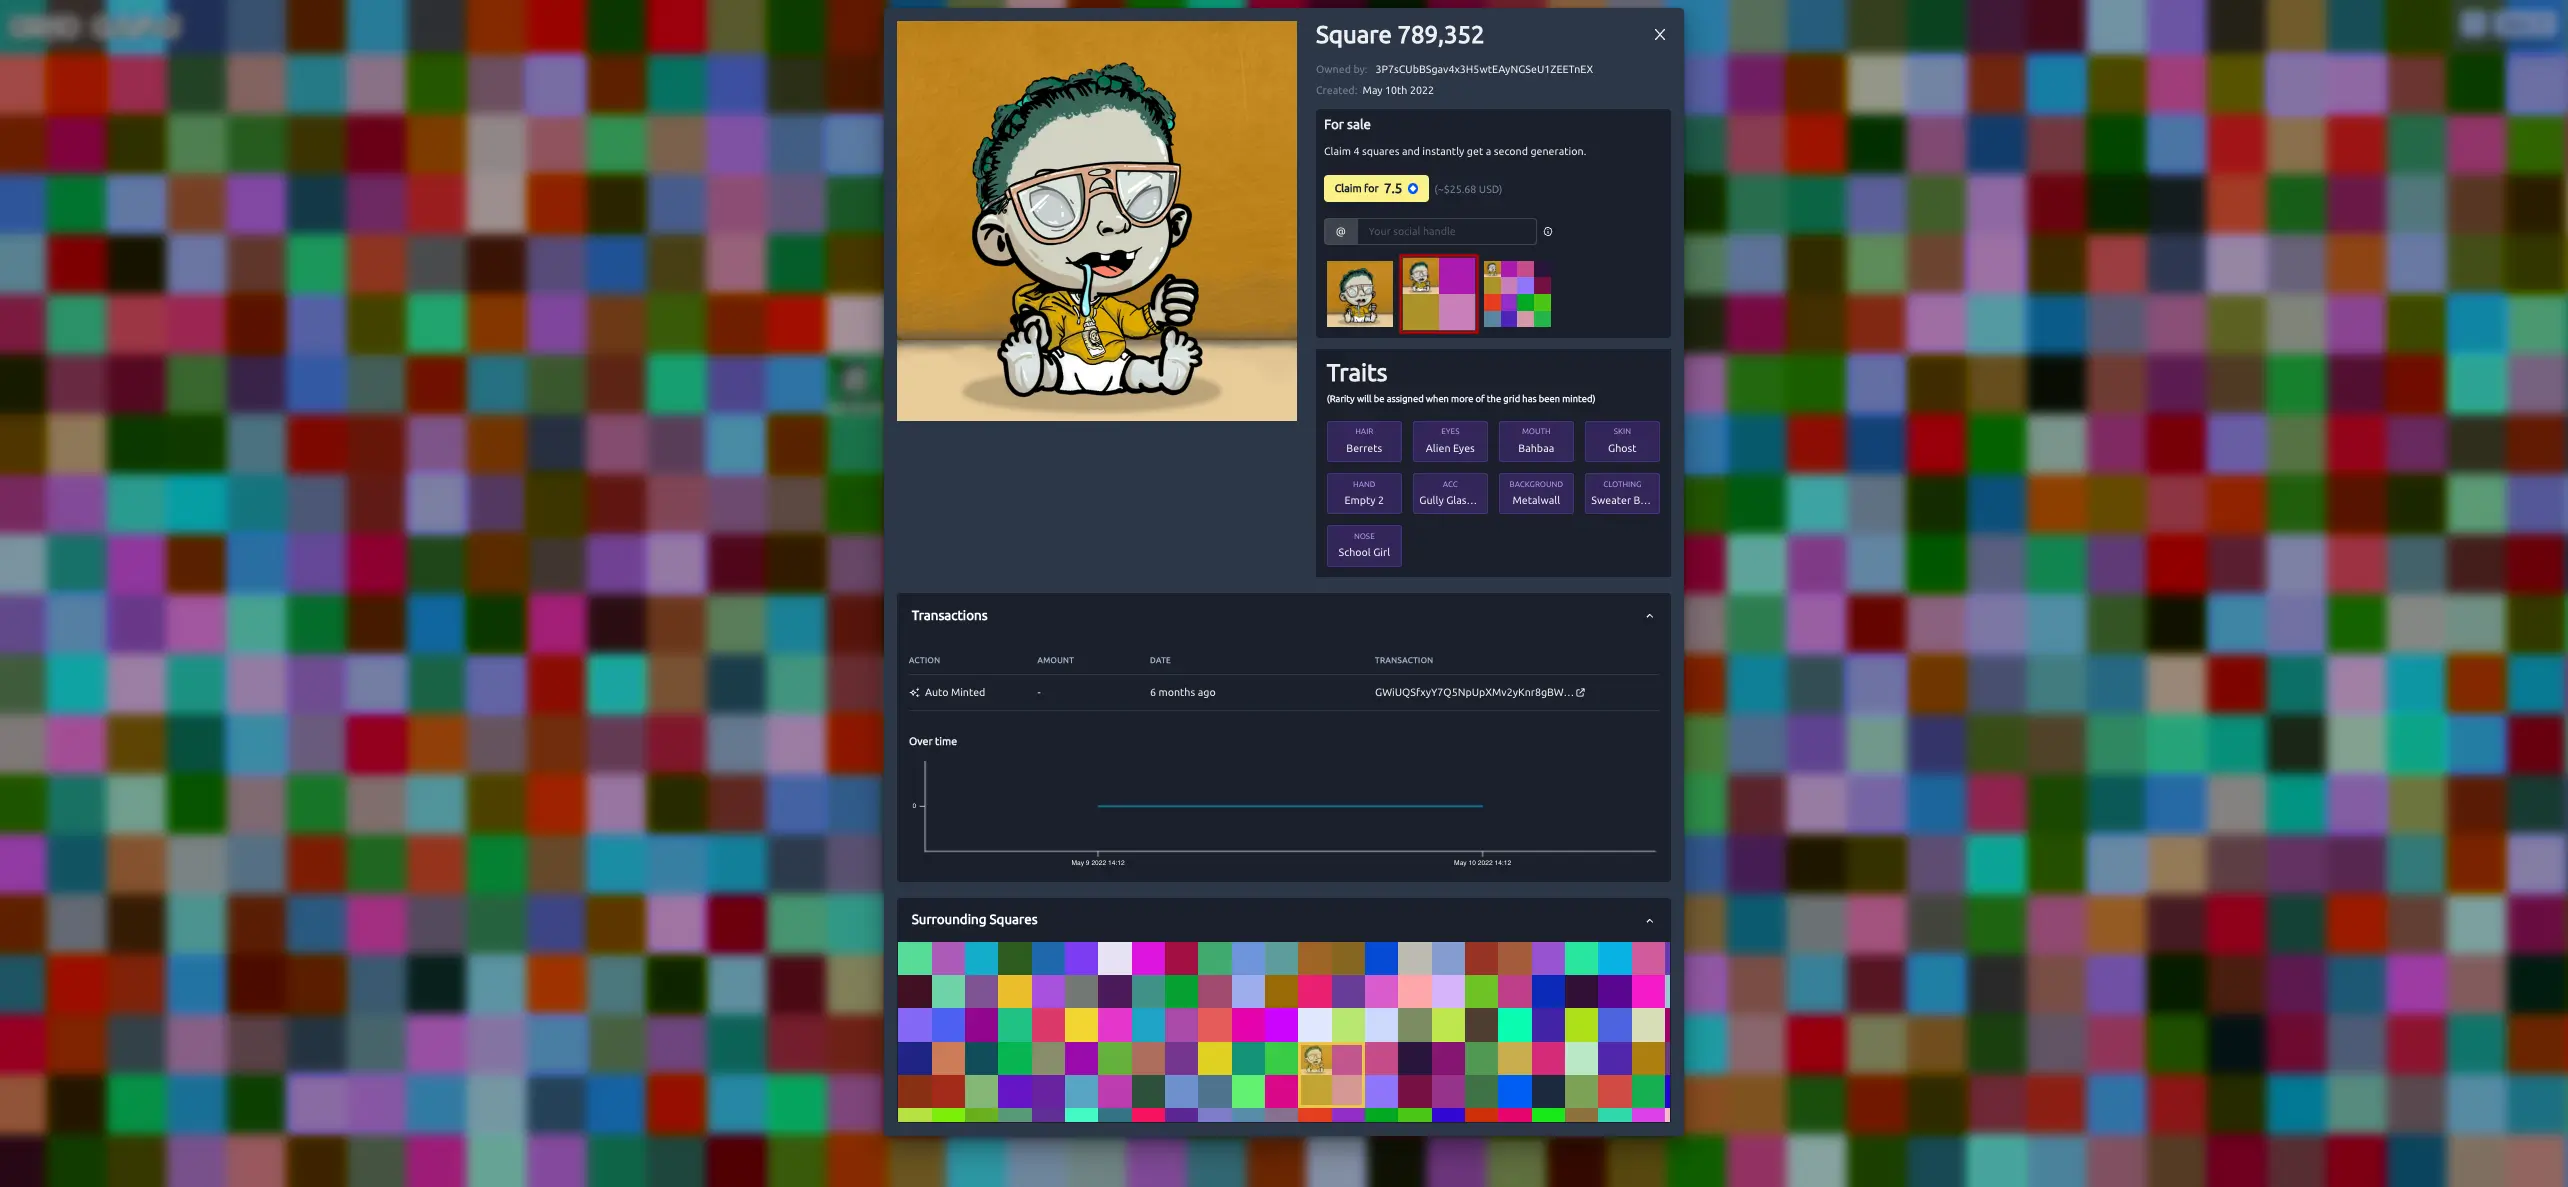 Square 789,352
Owned by: 3P7sCUbBSgav4x3H5wtEAyNGSeU1ZEETnEX
Created: May 10th 2022
For sale
Claim 4 squares and instantly get a second generation.
Claim for 7.5 (~$25.68 USD)
@ Your social handle
Traits
(Rarity will be assigned when more of the grid has been minted)
HAIR EYES MOUTH SKIN
Berrets Alien Eyes Bahbaa Ghost
HAND ACC BACKGROUND CLOTHING
Empty 2 Gully Glas... Metalwall Sweater B...
NOSE
School Girl
Transactions
ACTION AMOUNT DATE TRANSACTION
Auto Minted - 6 months ago GWiUQSfxyY7Q5NpUpXMv2yKnr8gBW...
Over time
0
May 9 2022 14:12 May 10 2022 14:12
Surrounding Squares